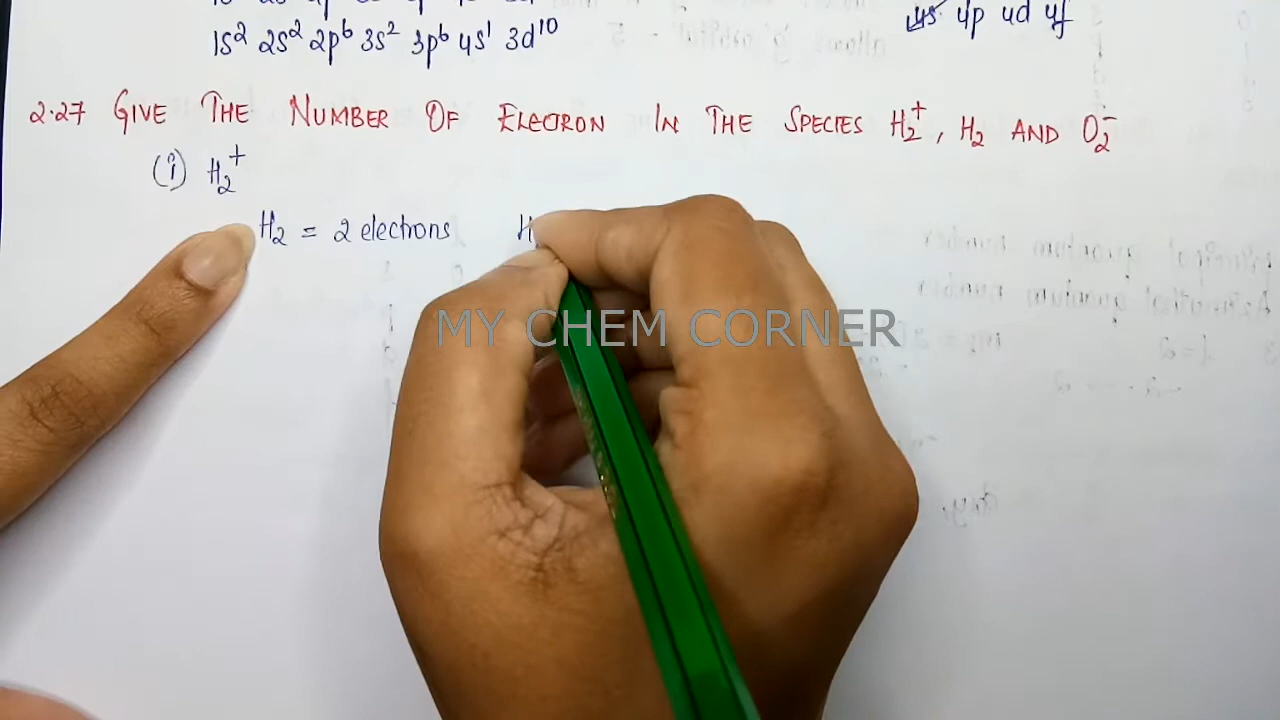 1s² 2s² 2p⁶ 3s² 3p⁶ 4s¹ 3d¹⁰
4s 4p 4d 4f
2.27 GIVE THE NUMBER OF ELECTRON IN THE SPECIES H₂⁺, H₂ AND O₂⁻
(i) H₂⁺
H₂ = 2 electrons H
MY CHEM CORNER